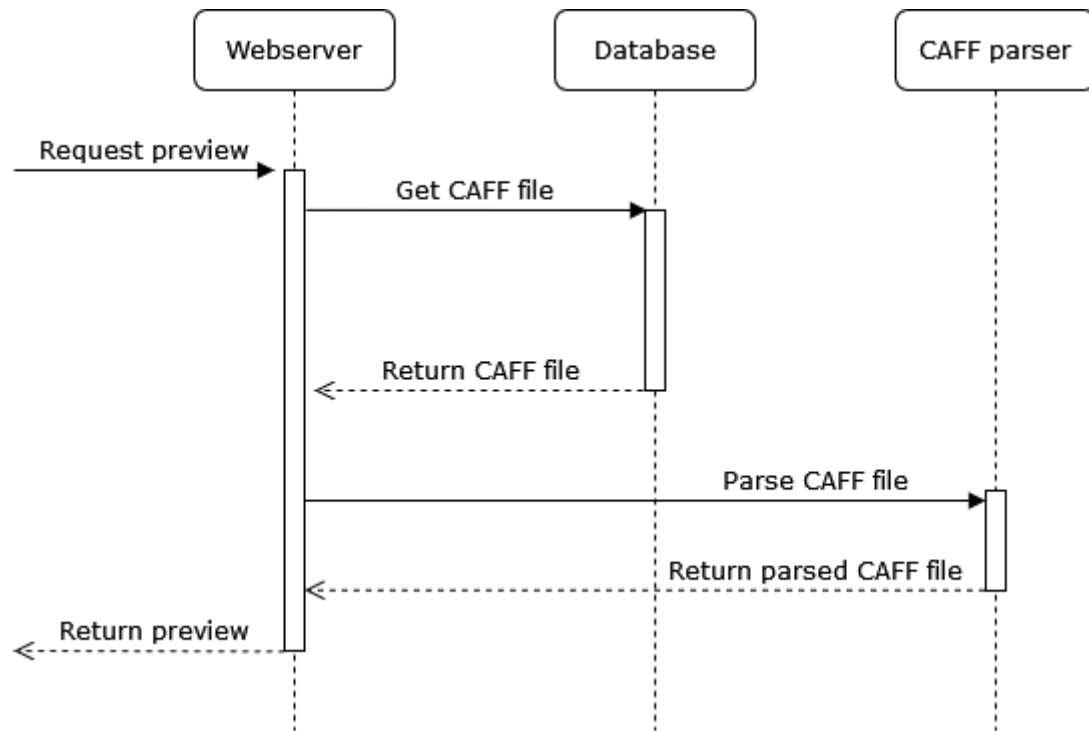 Webserver
Database
CAFF parser
Request preview
Get CAFF file
Return CAFF file
Parse CAFF file
Return parsed CAFF file
Return preview